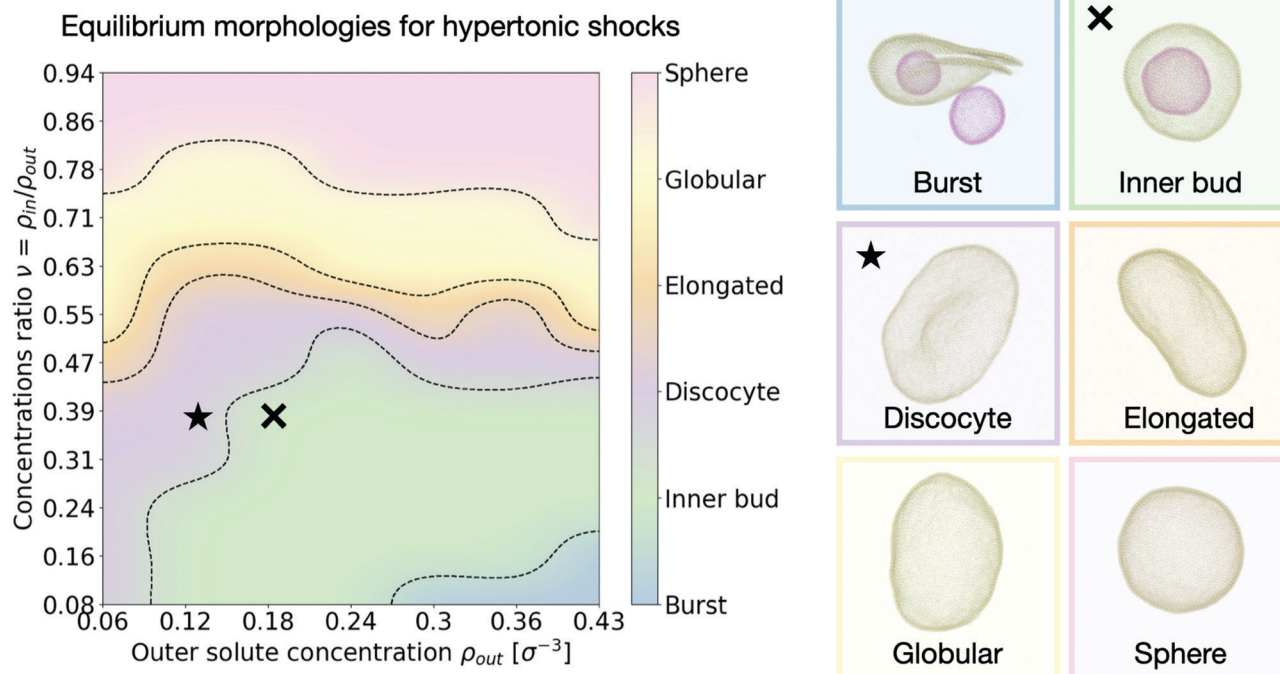 Equilibrium morphologies for hypertonic shocks
Concentrations ratio ν = ρin/ρout
0.94
0.86
0.78
0.71
0.63
0.55
0.47
0.39
0.31
0.24
0.16
0.08
0.06 0.12 0.18 0.24 0.3 0.36 0.43
Outer solute concentration ρout [σ⁻³]
Sphere
Globular
Elongated
Discocyte
Inner bud
Burst
Burst
Inner bud
Discocyte
Elongated
Globular
Sphere